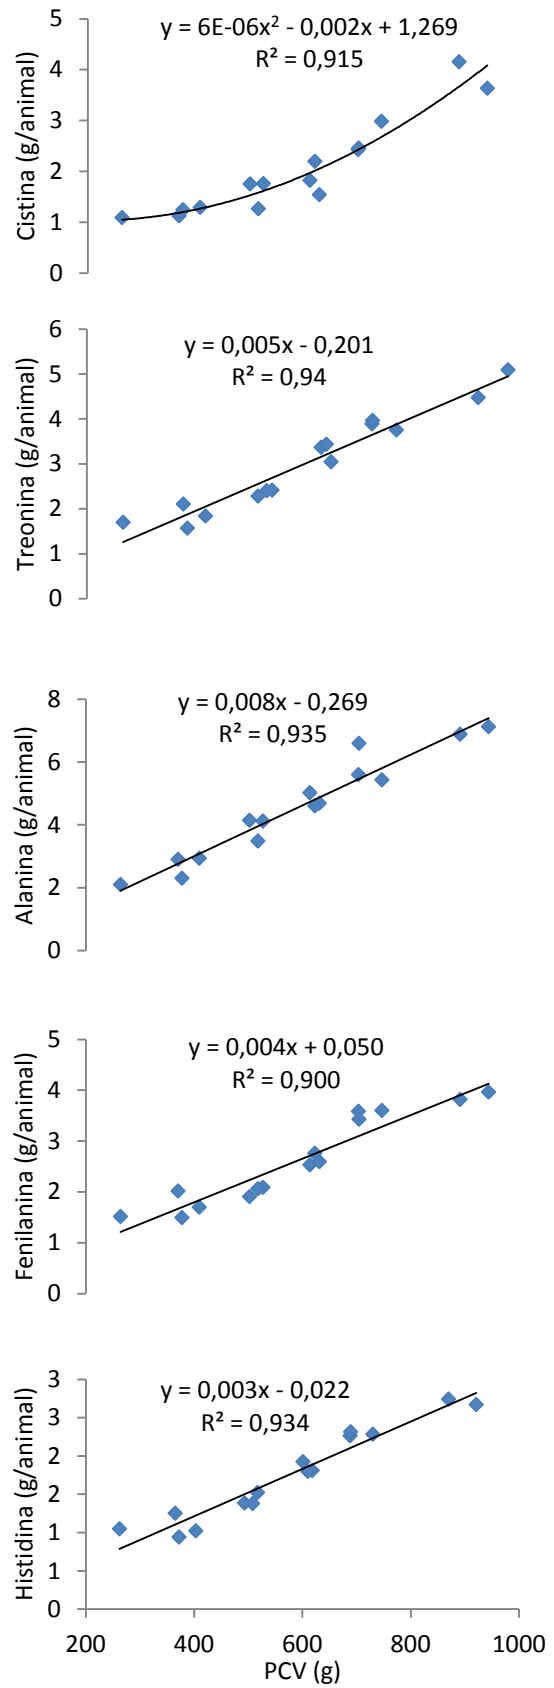 y = 6E-06x² - 0,002x + 1,269
R² = 0,915
Cistina (g/animal)
5
4
3
2
1
0
y = 0,005x - 0,201
R² = 0,94
Treonina (g/animal)
6
5
4
3
2
1
0
y = 0,008x - 0,269
R² = 0,935
Alanina (g/animal)
8
6
4
2
0
y = 0,004x + 0,050
R² = 0,900
Fenilanina (g/animal)
5
4
3
2
1
0
y = 0,003x - 0,022
R² = 0,934
Histidina (g/animal)
3
3
2
2
1
1
0
200 400 600 800 1000
PCV (g)